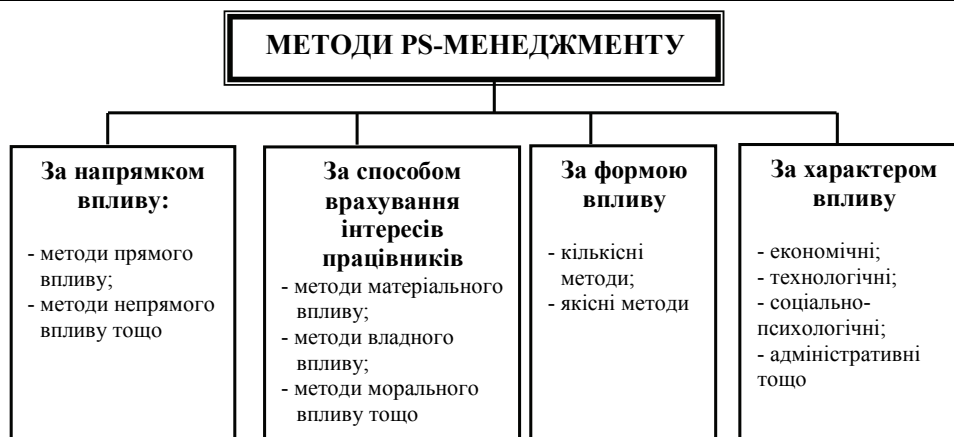 МЕТОДИ PS-МЕНЕДЖМЕНТУ
За напрямком
впливу:
- методи прямого
впливу;
- методи непрямого
впливу тощо
За способом
врахування
інтересів
працівників
- методи матеріального
впливу;
- методи владного
впливу;
- методи морального
впливу тощо
За формою
впливу
- кількісні
методи;
- якісні методи
За характером
впливу
- економічні;
- технологічні;
- соціально-
психологічні;
- адміністративні
тощо